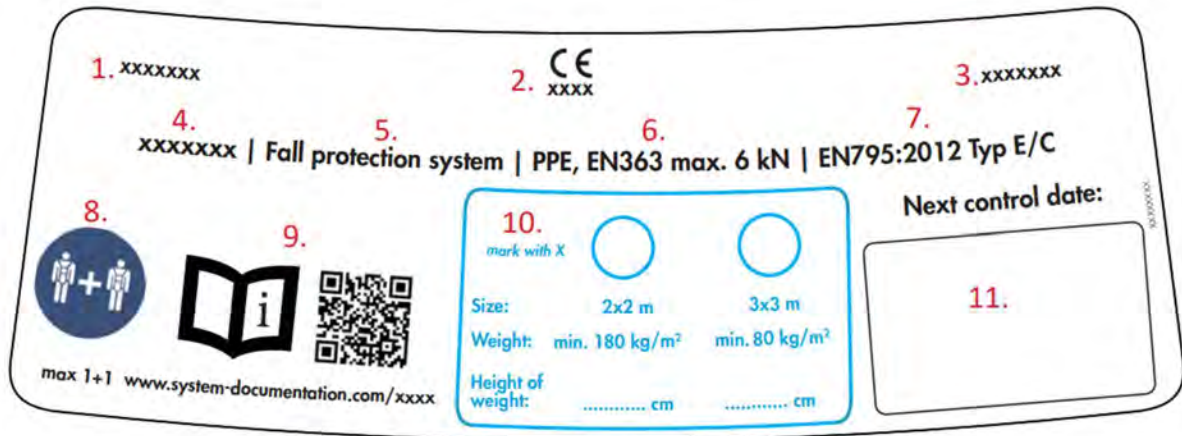 1. xxxxxxx
2. CE
xxxx
3. xxxxxxx
4. 5. 6. 7.
xxxxxxx | Fall protection system | PPE, EN363 max. 6 kN | EN795:2012 Typ E/C
8.
9.
max 1+1 www.system-documentation.com/xxxx
10.
mark with X
Size: 2x2 m 3x3 m
Weight: min. 180 kg/m² min. 80 kg/m²
Height of
weight: ............ cm ............ cm
Next control date:
11.
xxxxxxxx